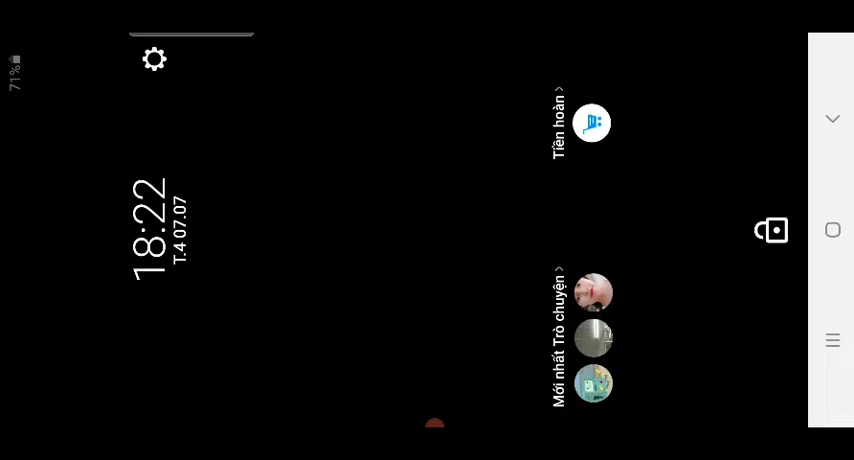 71%
18:22
T.4 07.07
Mới nhất Trò chuyện >
Tiền hoàn >